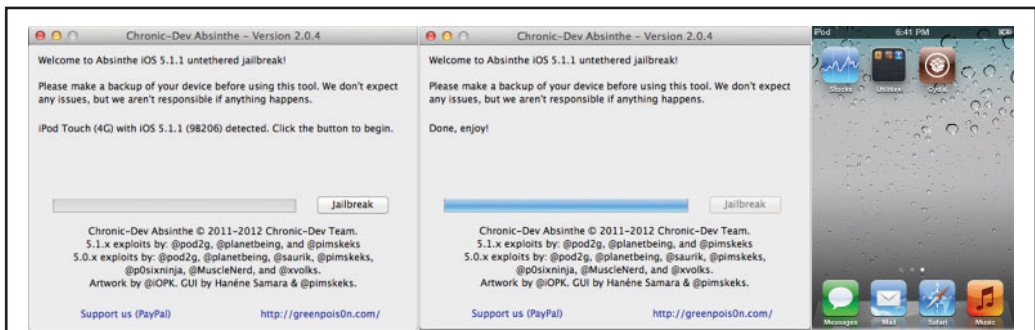 Chronic-Dev Absinthe – Version 2.0.4
Welcome to Absinthe iOS 5.1.1 untethered jailbreak!
Please make a backup of your device before using this tool. We don't expect
any issues, but we aren't responsible if anything happens.
iPod Touch (4G) with iOS 5.1.1 (9B206) detected. Click the button to begin.
Jailbreak
Chronic-Dev Absinthe © 2011-2012 Chronic-Dev Team.
5.1.x exploits by: @pod2g, @planetbeing, and @pimskeks
5.0.x exploits by: @pod2g, @planetbeing, @saurik, @pimskeks,
@p0sixninja, @MuscleNerd, and @xvolks.
Artwork by @iOPK. GUI by Hanéne Samara & @pimskeks.
Support us (PayPal)
http://greenpois0n.com/
Chronic-Dev Absinthe – Version 2.0.4
Welcome to Absinthe iOS 5.1.1 untethered jailbreak!
Please make a backup of your device before using this tool. We don't expect
any issues, but we aren't responsible if anything happens.
Done, enjoy!
Jailbreak
Chronic-Dev Absinthe © 2011-2012 Chronic-Dev Team.
5.1.x exploits by: @pod2g, @planetbeing, and @pimskeks
5.0.x exploits by: @pod2g, @planetbeing, @saurik, @pimskeks,
@p0sixninja, @MuscleNerd, and @xvolks.
Artwork by @iOPK. GUI by Hanéne Samara & @pimskeks.
Support us (PayPal)
http://greenpois0n.com/
iPod 6:41 PM
Stocks Utilities Cydia
Messages Mail Safari Music